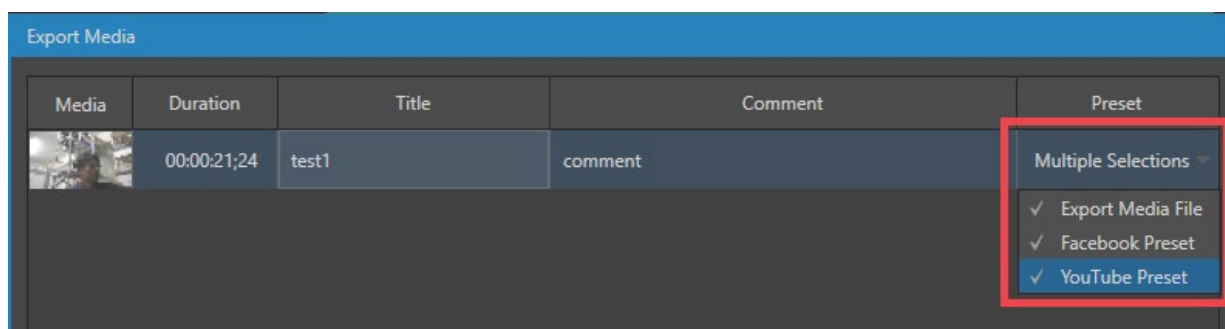 Export Media
Media Duration Title Comment Preset
00:00:21;24 test1 comment Multiple Selections
✓ Export Media File
✓ Facebook Preset
✓ YouTube Preset